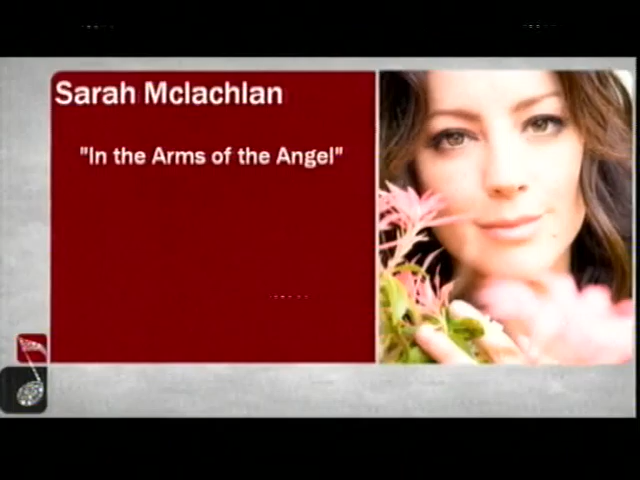 Sarah Mclachlan
"In the Arms of the Angel"